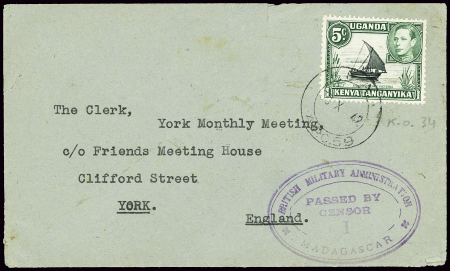 UGANDA
5c
KENYA TANGANYIKA
The Clerk,
York Monthly Meeting,
c/o Friends Meeting House
Clifford Street
YORK.
England.
K.o. 34
BRITISH MILITARY ADMINISTRATION
PASSED BY
CENSOR
I
MADAGASCAR